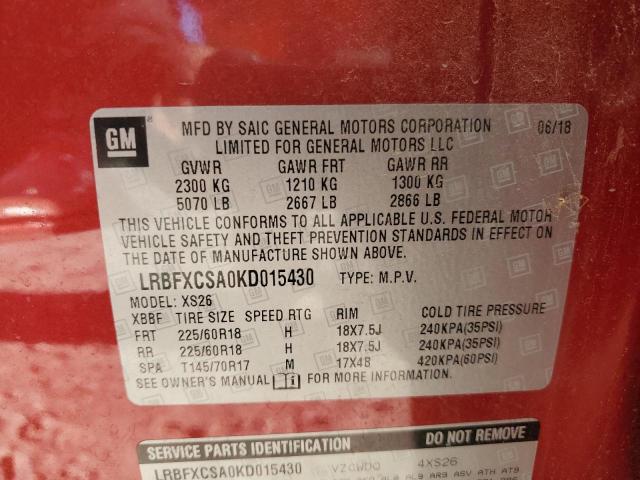 GM
MFD BY SAIC GENERAL MOTORS CORPORATION 06/18
LIMITED FOR GENERAL MOTORS LLC
GVWR GAWR FRT GAWR RR
2300 KG 1210 KG 1300 KG
5070 LB 2667 LB 2866 LB
THIS VEHICLE CONFORMS TO ALL APPLICABLE U.S. FEDERAL MOTOR
VEHICLE SAFETY AND THEFT PREVENTION STANDARDS IN EFFECT ON
THE DATE OF MANUFACTURE SHOWN ABOVE.
LRBFXCSA0KD015430 TYPE: M.P.V.
MODEL: XS26
XBBF TIRE SIZE SPEED RTG RIM COLD TIRE PRESSURE
FRT 225/60R18 H 18X7.5J 240KPA(35PSI)
RR 225/60R18 H 18X7.5J 240KPA(35PSI)
SPA T145/70R17 M 17X4B 420KPA(60PSI)
SEE OWNER'S MANUAL FOR MORE INFORMATION.
SERVICE PARTS IDENTIFICATION DO NOT REMOVE
LRBFXCSA0KD015430 4XS26
AL9 AR9 ASV ATH AT9